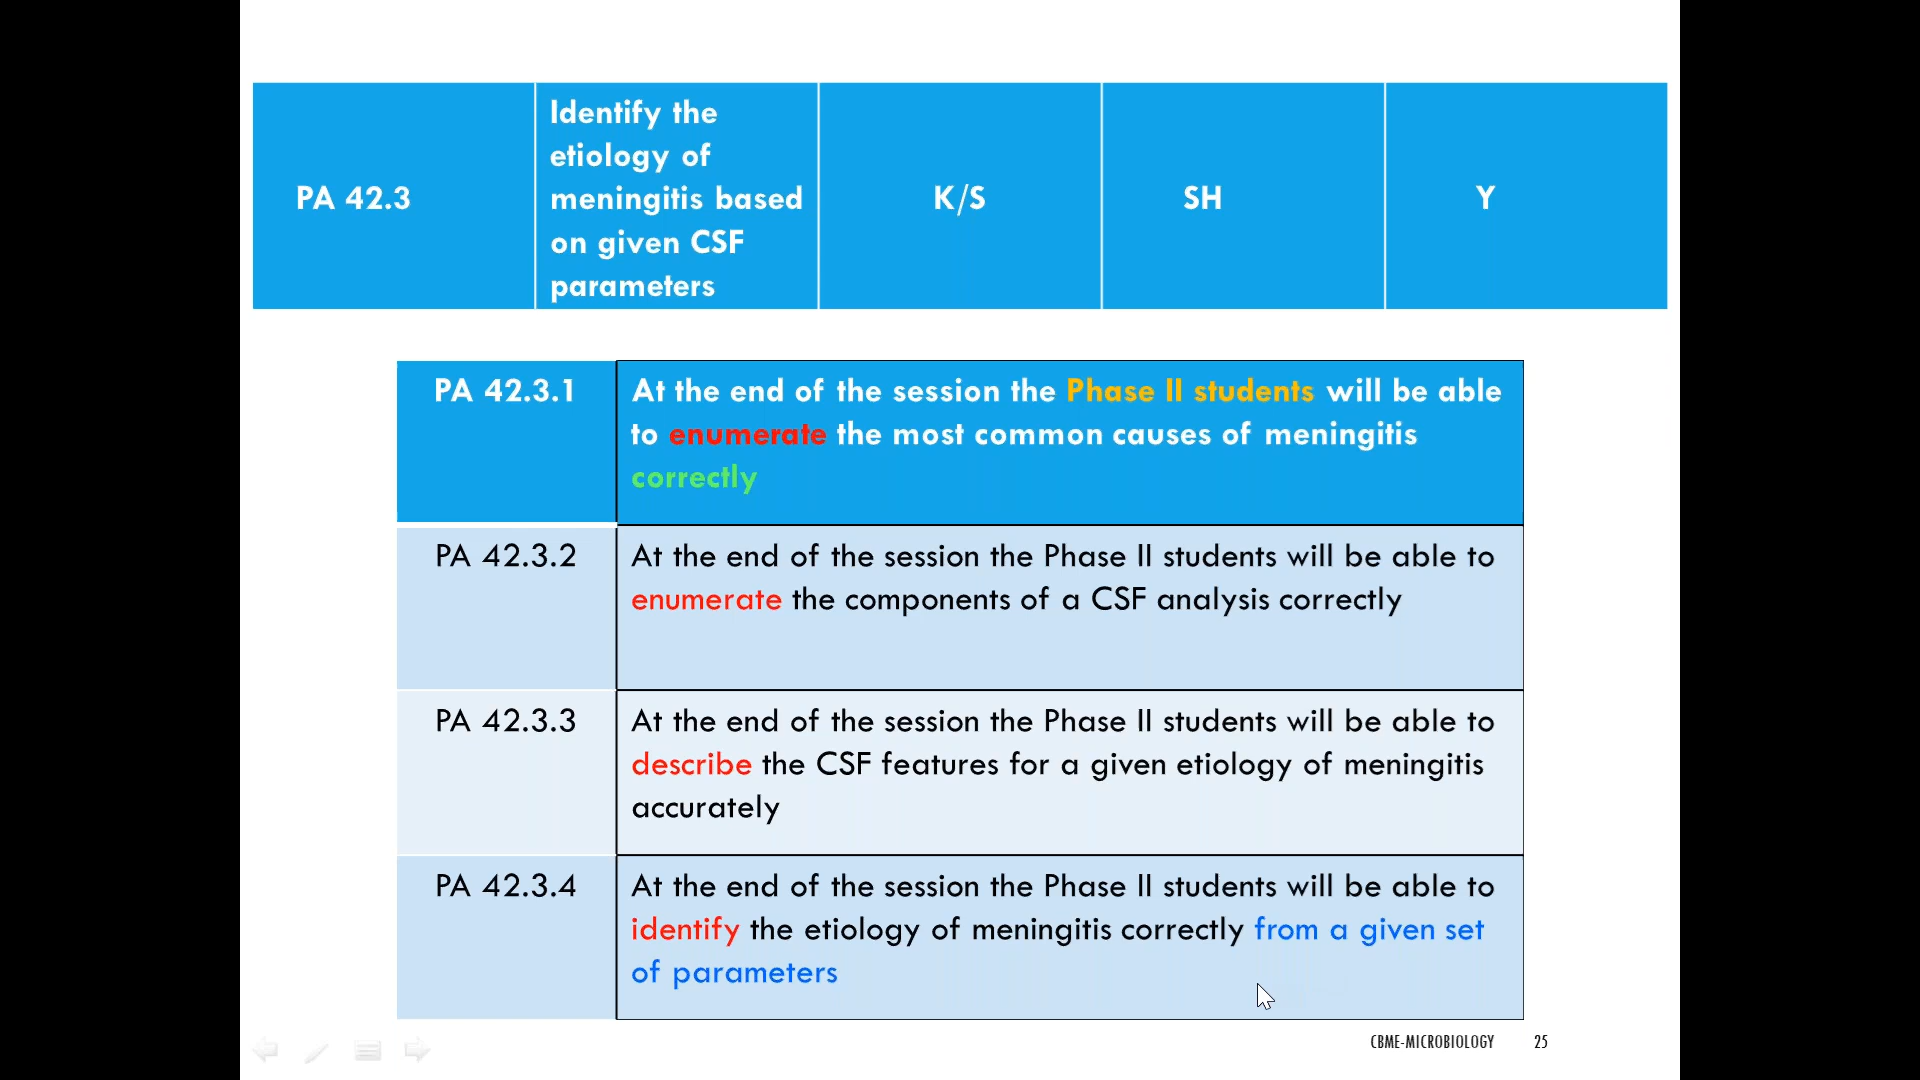 Identify the
etiology of
PA 42.3 meningitis based K/S SH Y
on given CSF
parameters
PA 42.3.1 At the end of the session the Phase II students will be able
to enumerate the most common causes of meningitis
correctly
PA 42.3.2 At the end of the session the Phase II students will be able to
enumerate the components of a CSF analysis correctly
PA 42.3.3 At the end of the session the Phase II students will be able to
describe the CSF features for a given etiology of meningitis
accurately
PA 42.3.4 At the end of the session the Phase II students will be able to
identify the etiology of meningitis correctly from a given set
of parameters
CBME-MICROBIOLOGY 25